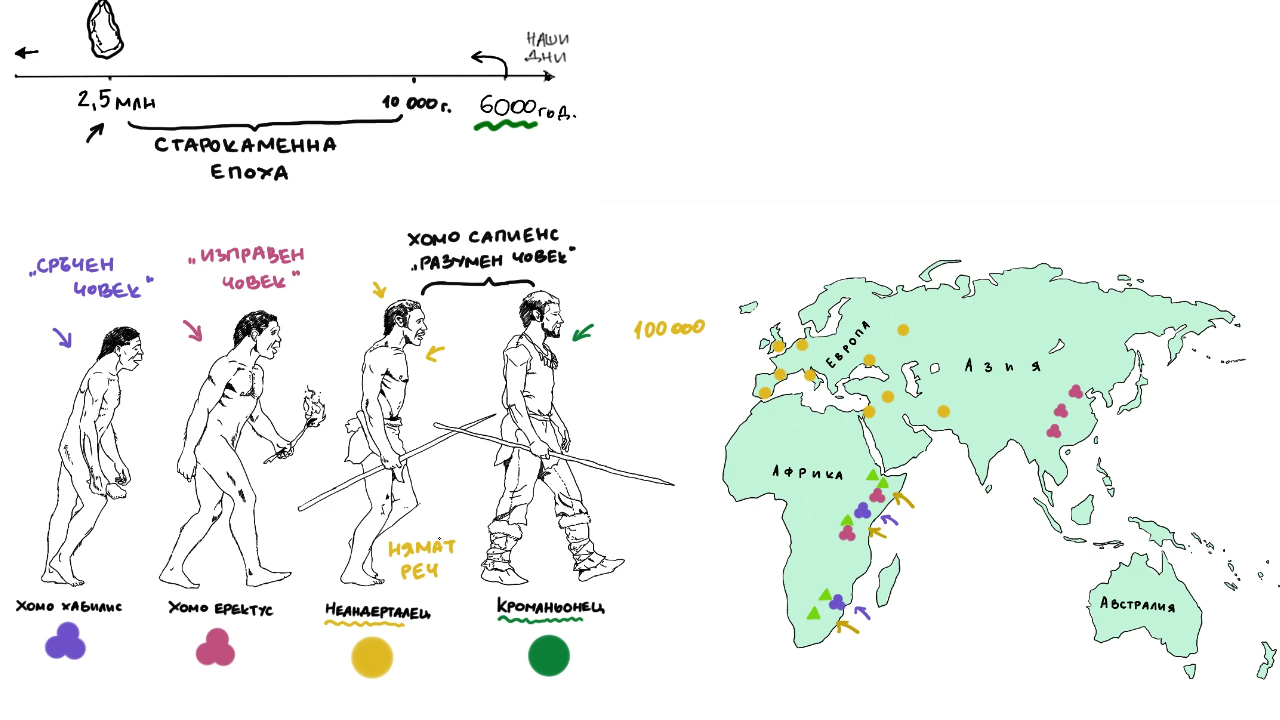 НАШИ
ДНИ
2,5 МЛН
10 000 г.
6000 год.
СТАРОКАМЕННА
ЕПОХА
„СРЪЧЕН
ЧОВЕК"
„ИЗПРАВЕН
ЧОВЕК"
ХОМО САПИЕНС
„РАЗУМЕН ЧОВЕК"
100 000
НЯМАТ
РЕЧ
ХОМО ХАБИЛИС
ХОМО ЕРЕКТУС
НЕАНДЕРТАЛЕЦ
КРОМАНЬОНЕЦ
ЕВРОПА
АЗИЯ
АФРИКА
АВСТРАЛИЯ